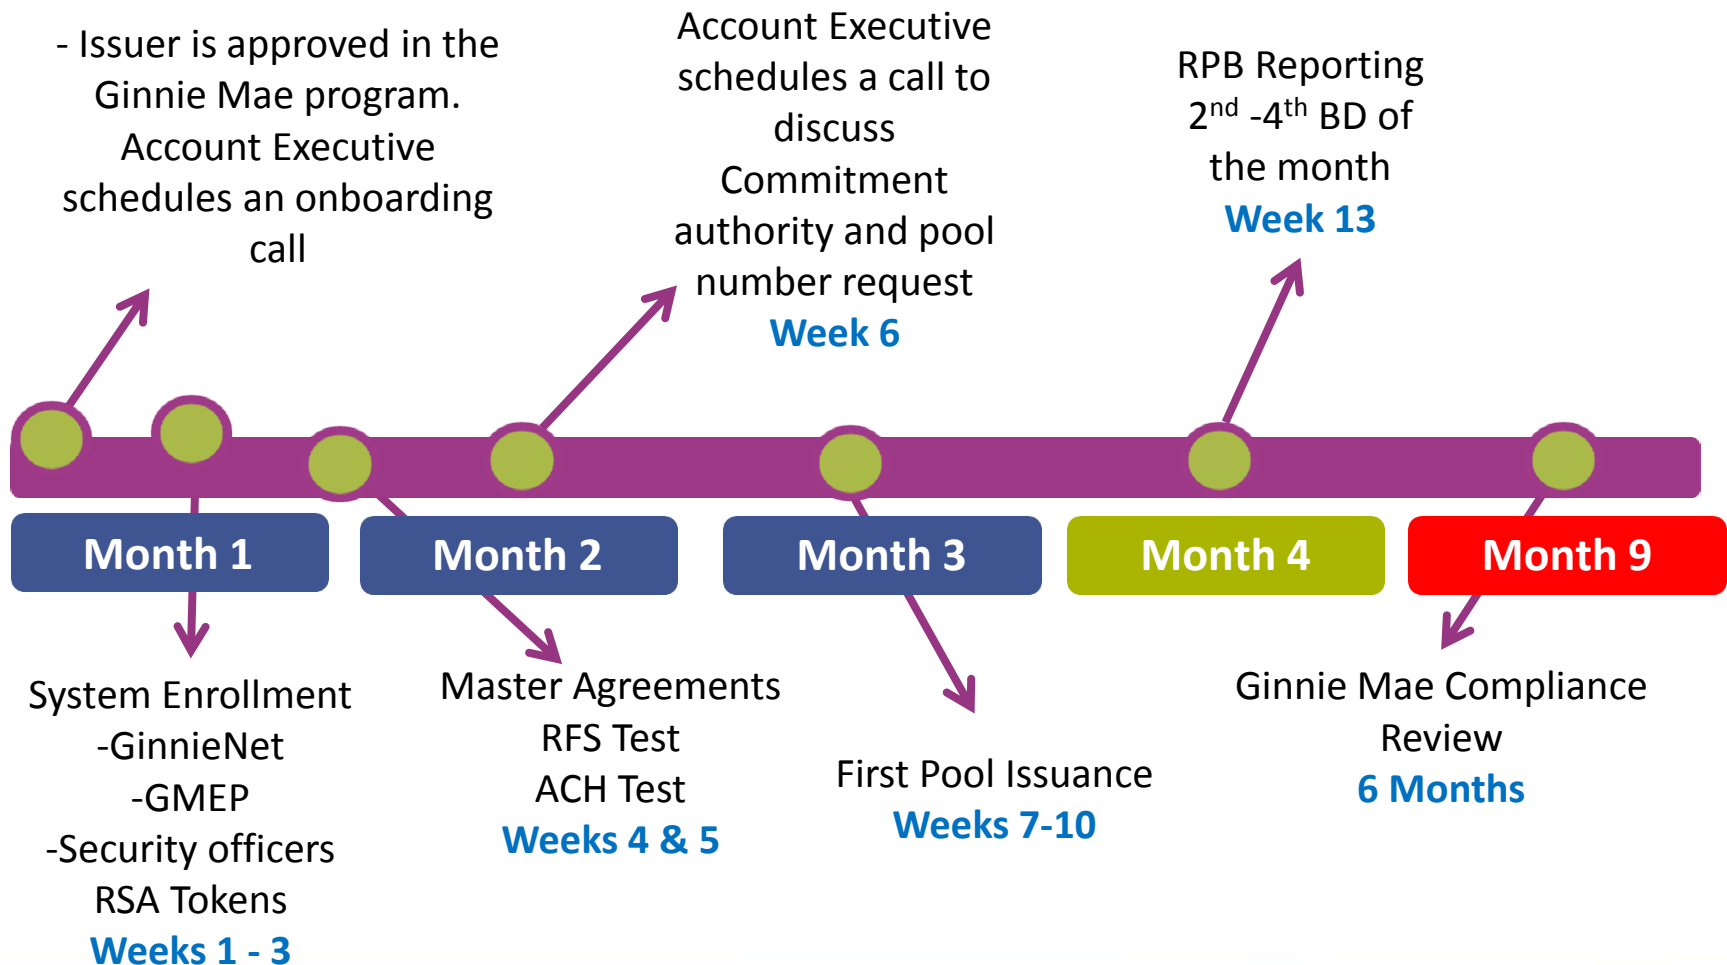 - Issuer is approved in the
Ginnie Mae program.
Account Executive
schedules an onboarding
call
Account Executive
schedules a call to
discuss
Commitment
authority and pool
number request
Week 6
RPB Reporting
2nd -4th BD of
the month
Week 13
Month 1
Month 2
Month 3
Month 4
Month 9
System Enrollment
-GinnieNet
-GMEP
-Security officers
RSA Tokens
Weeks 1 - 3
Master Agreements
RFS Test
ACH Test
Weeks 4 & 5
First Pool Issuance
Weeks 7-10
Ginnie Mae Compliance
Review
6 Months